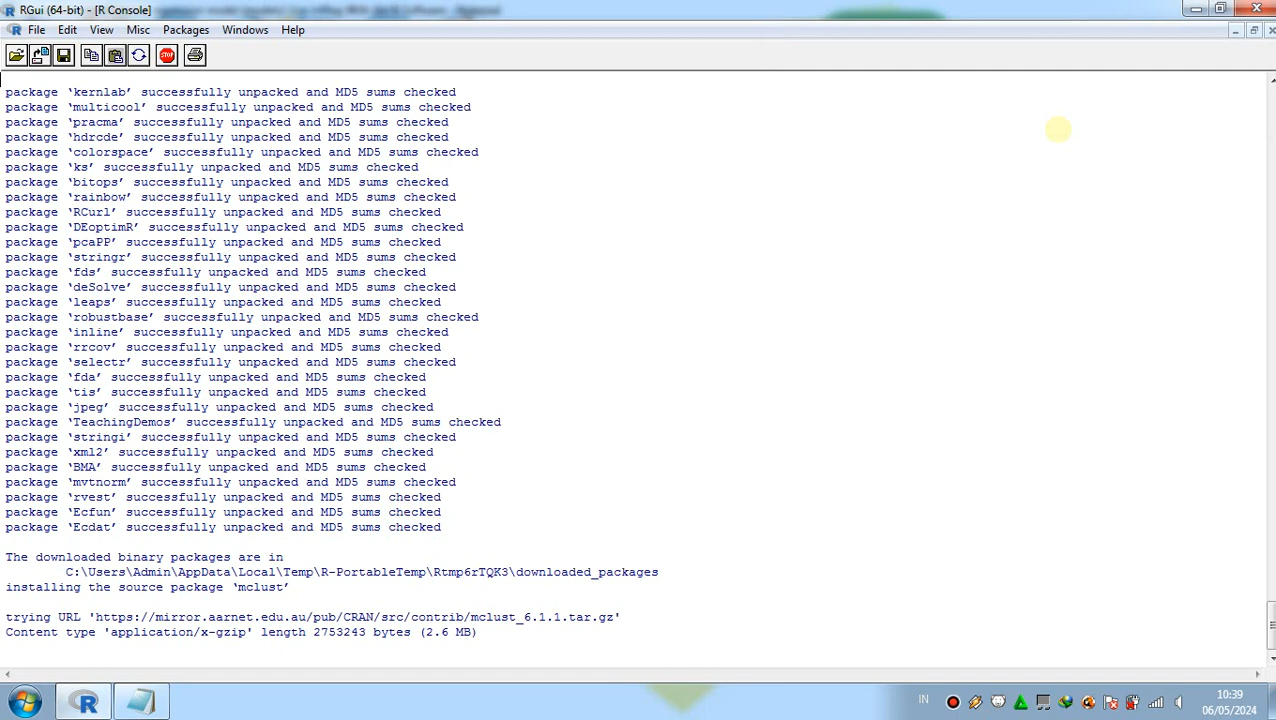 RGui (64-bit) - [R Console]
File Edit View Misc Packages Windows Help
STOP
package ‘kernlab’ successfully unpacked and MD5 sums checked
package ‘multicool’ successfully unpacked and MD5 sums checked
package ‘pracma’ successfully unpacked and MD5 sums checked
package ‘hdrcde’ successfully unpacked and MD5 sums checked
package ‘colorspace’ successfully unpacked and MD5 sums checked
package ‘ks’ successfully unpacked and MD5 sums checked
package ‘bitops’ successfully unpacked and MD5 sums checked
package ‘rainbow’ successfully unpacked and MD5 sums checked
package ‘RCurl’ successfully unpacked and MD5 sums checked
package ‘DEoptimR’ successfully unpacked and MD5 sums checked
package ‘pcaPP’ successfully unpacked and MD5 sums checked
package ‘stringr’ successfully unpacked and MD5 sums checked
package ‘fds’ successfully unpacked and MD5 sums checked
package ‘deSolve’ successfully unpacked and MD5 sums checked
package ‘leaps’ successfully unpacked and MD5 sums checked
package ‘robustbase’ successfully unpacked and MD5 sums checked
package ‘inline’ successfully unpacked and MD5 sums checked
package ‘rrcov’ successfully unpacked and MD5 sums checked
package ‘selectr’ successfully unpacked and MD5 sums checked
package ‘fda’ successfully unpacked and MD5 sums checked
package ‘tis’ successfully unpacked and MD5 sums checked
package ‘jpeg’ successfully unpacked and MD5 sums checked
package ‘TeachingDemos’ successfully unpacked and MD5 sums checked
package ‘stringi’ successfully unpacked and MD5 sums checked
package ‘xml2’ successfully unpacked and MD5 sums checked
package ‘BMA’ successfully unpacked and MD5 sums checked
package ‘mvtnorm’ successfully unpacked and MD5 sums checked
package ‘rvest’ successfully unpacked and MD5 sums checked
package ‘Ecfun’ successfully unpacked and MD5 sums checked
package ‘Ecdat’ successfully unpacked and MD5 sums checked
The downloaded binary packages are in
C:\Users\Admin\AppData\Local\Temp\R-PortableTemp\Rtmp6rTQK3\downloaded_packages
installing the source package ‘mclust’
trying URL 'https://mirror.aarnet.edu.au/pub/CRAN/src/contrib/mclust_6.1.1.tar.gz'
Content type 'application/x-gzip' length 2753243 bytes (2.6 MB)
IN
10:39
06/05/2024